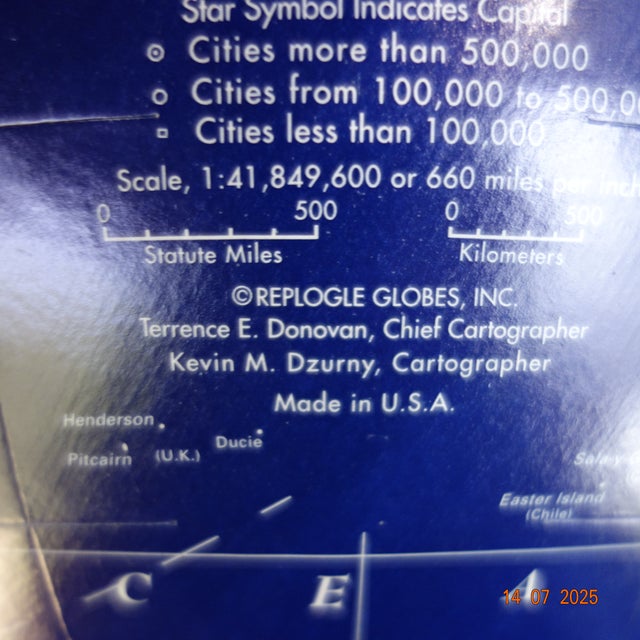 Star Symbol Indicates Capital
Cities more than 500,000
Cities from 100,000 to 500,0
Cities less than 100,000
Scale, 1:41,849,600 or 660 miles per inch
0 500 0 500
Statute Miles Kilometers
©REPLOGLE GLOBES, INC.
Terrence E. Donovan, Chief Cartographer
Kevin M. Dzurny, Cartographer
Made in U.S.A.
Henderson
Ducie
Pitcairn (U.K.)
Easter Island
(Chile)
C E A
14 07 2025